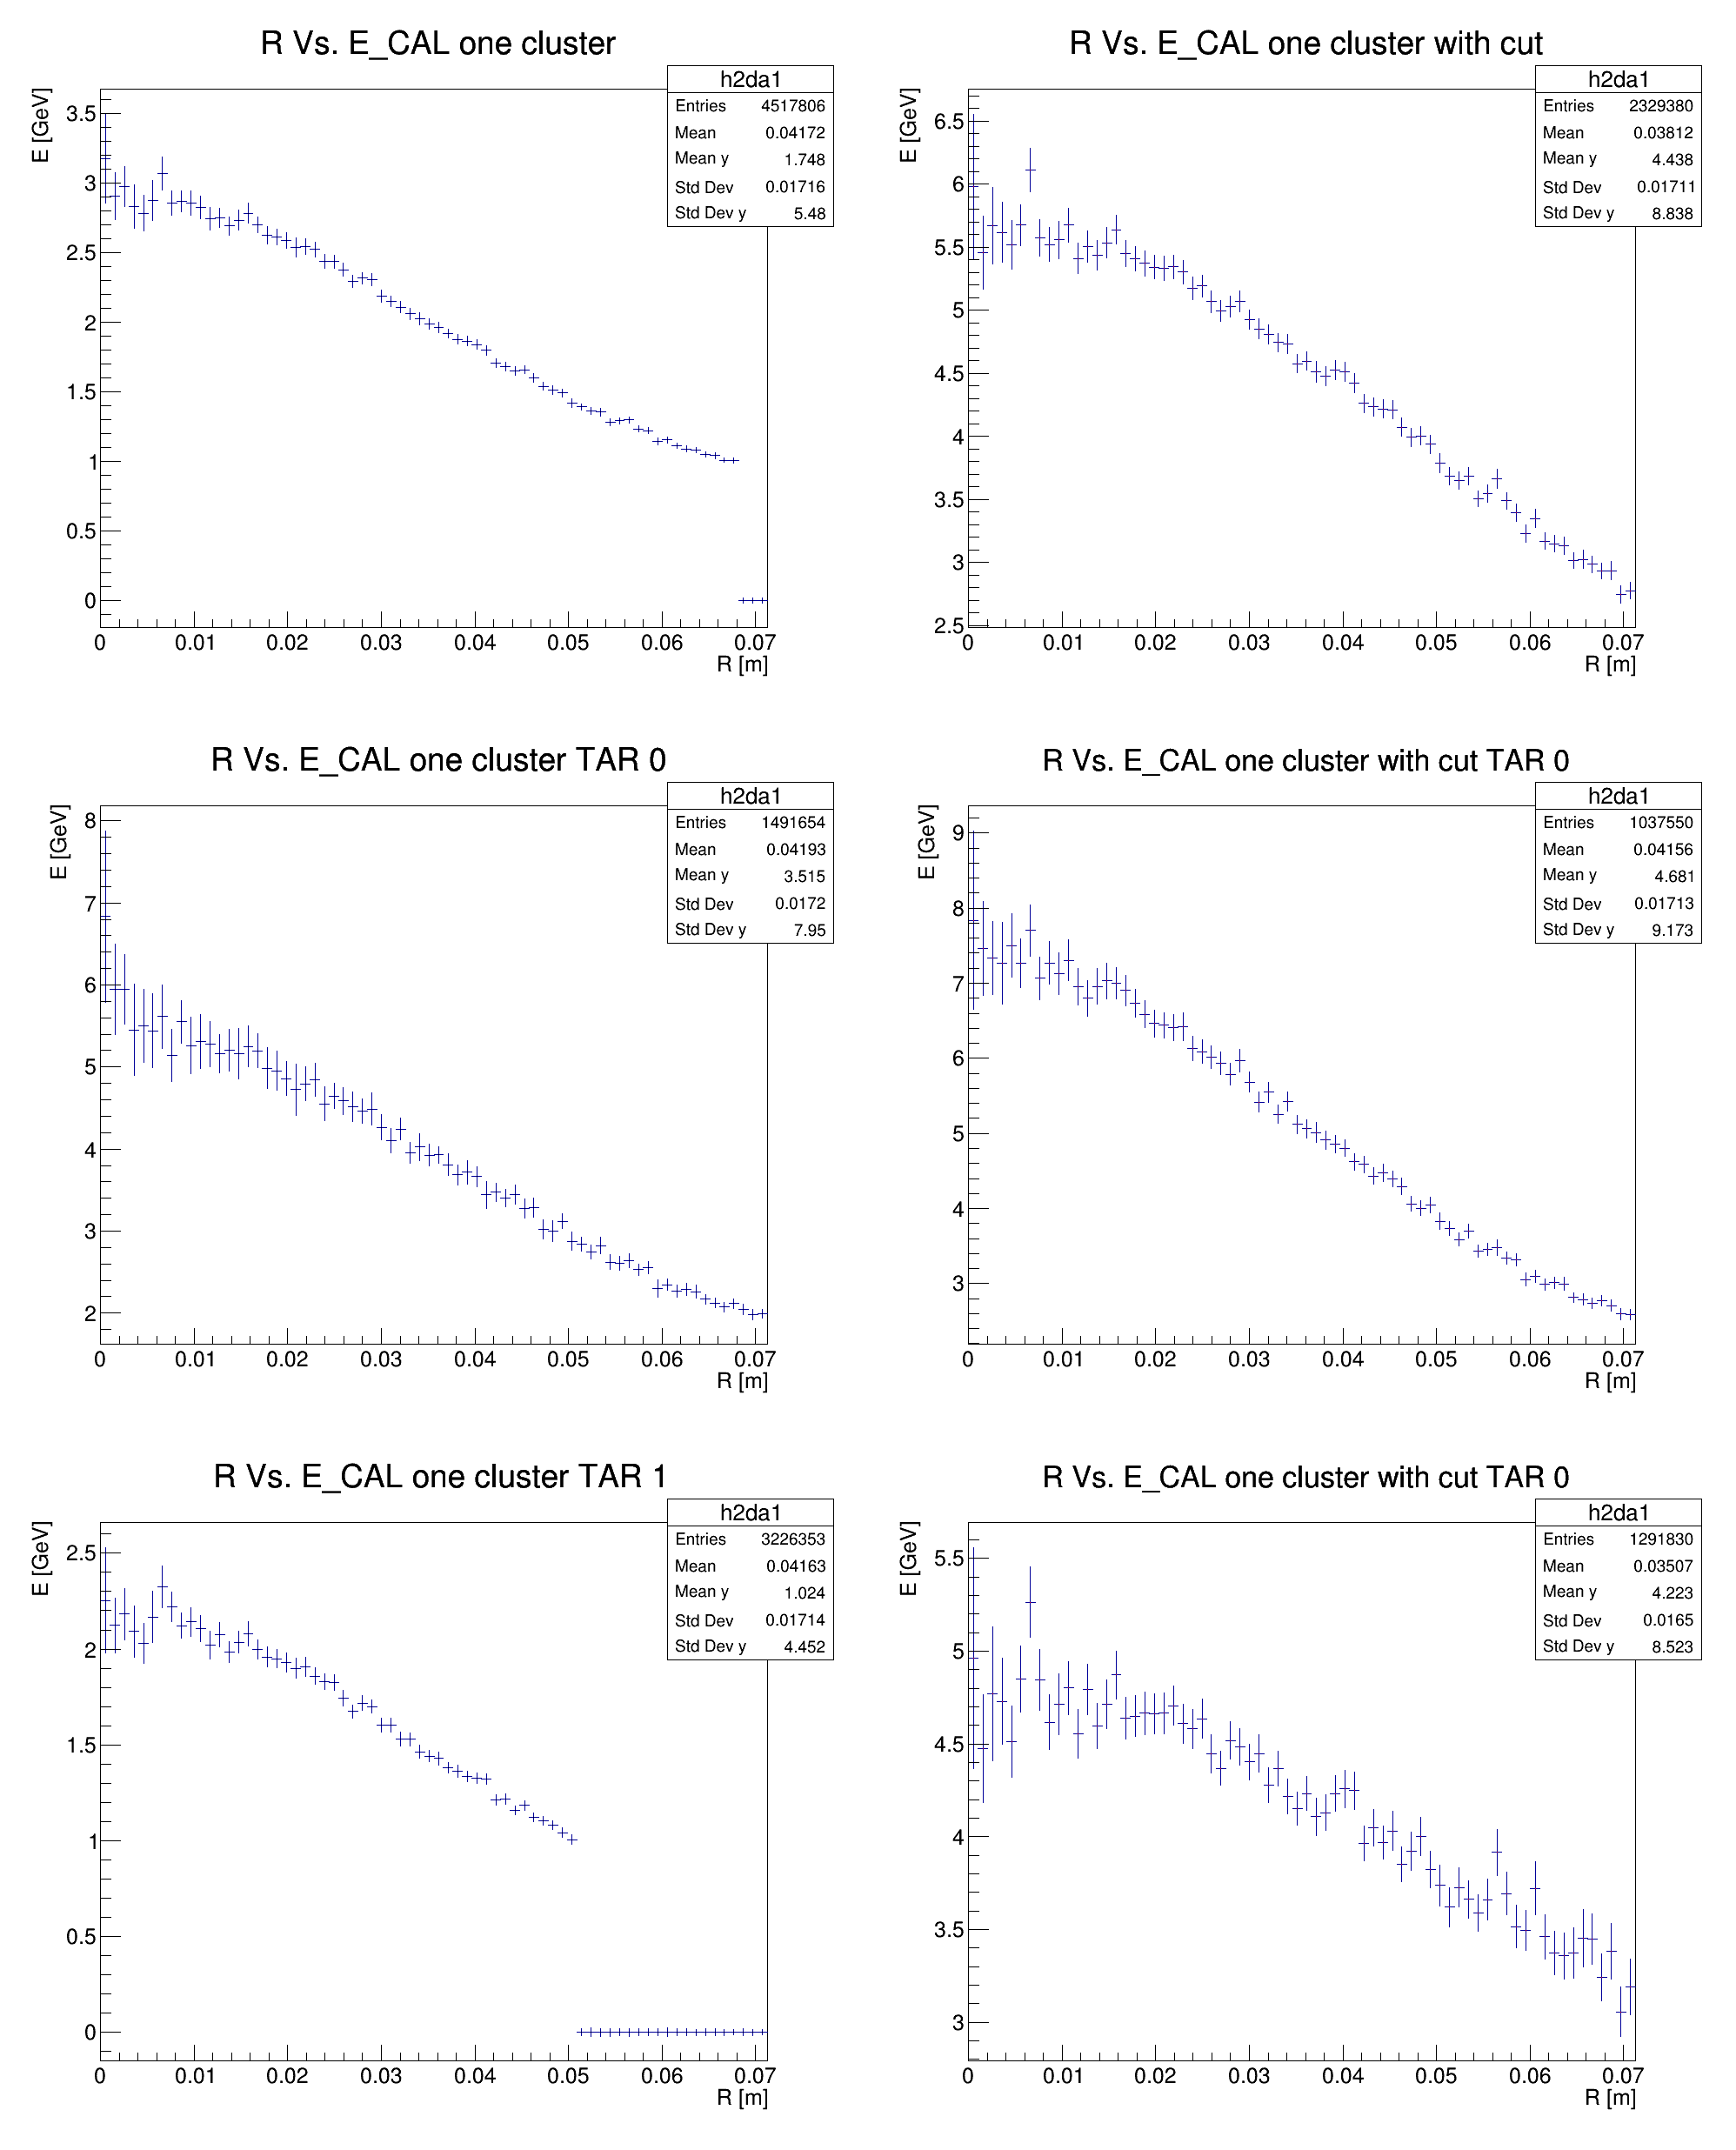 R Vs. E_CAL one cluster
h2da1
Entries 4517806
Mean 0.04172
Mean y 1.748
Std Dev 0.01716
Std Dev y 5.48
E [GeV]
3.5
3
2.5
2
1.5
1
0.5
0
0 0.01 0.02 0.03 0.04 0.05 0.06 0.07
R [m]
R Vs. E_CAL one cluster with cut
h2da1
Entries 2329380
Mean 0.03812
Mean y 4.438
Std Dev 0.01711
Std Dev y 8.838
E [GeV]
6.5
6
5.5
5
4.5
4
3.5
3
2.5
0 0.01 0.02 0.03 0.04 0.05 0.06 0.07
R [m]
R Vs. E_CAL one cluster TAR 0
h2da1
Entries 1491654
Mean 0.04193
Mean y 3.515
Std Dev 0.0172
Std Dev y 7.95
E [GeV]
8
7
6
5
4
3
2
0 0.01 0.02 0.03 0.04 0.05 0.06 0.07
R [m]
R Vs. E_CAL one cluster with cut TAR 0
h2da1
Entries 1037550
Mean 0.04156
Mean y 4.681
Std Dev 0.01713
Std Dev y 9.173
E [GeV]
9
8
7
6
5
4
3
0 0.01 0.02 0.03 0.04 0.05 0.06 0.07
R [m]
R Vs. E_CAL one cluster TAR 1
h2da1
Entries 3226353
Mean 0.04163
Mean y 1.024
Std Dev 0.01714
Std Dev y 4.452
E [GeV]
2.5
2
1.5
1
0.5
0
0 0.01 0.02 0.03 0.04 0.05 0.06 0.07
R [m]
R Vs. E_CAL one cluster with cut TAR 0
h2da1
Entries 1291830
Mean 0.03507
Mean y 4.223
Std Dev 0.0165
Std Dev y 8.523
E [GeV]
5.5
5
4.5
4
3.5
3
0 0.01 0.02 0.03 0.04 0.05 0.06 0.07
R [m]